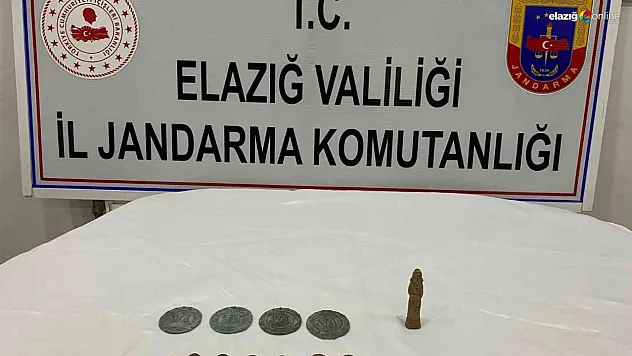 elazığ online
T.C.
ELAZIĞ VALİLİĞİ
İL JANDARMA KOMUTANLIĞI
JANDARMA